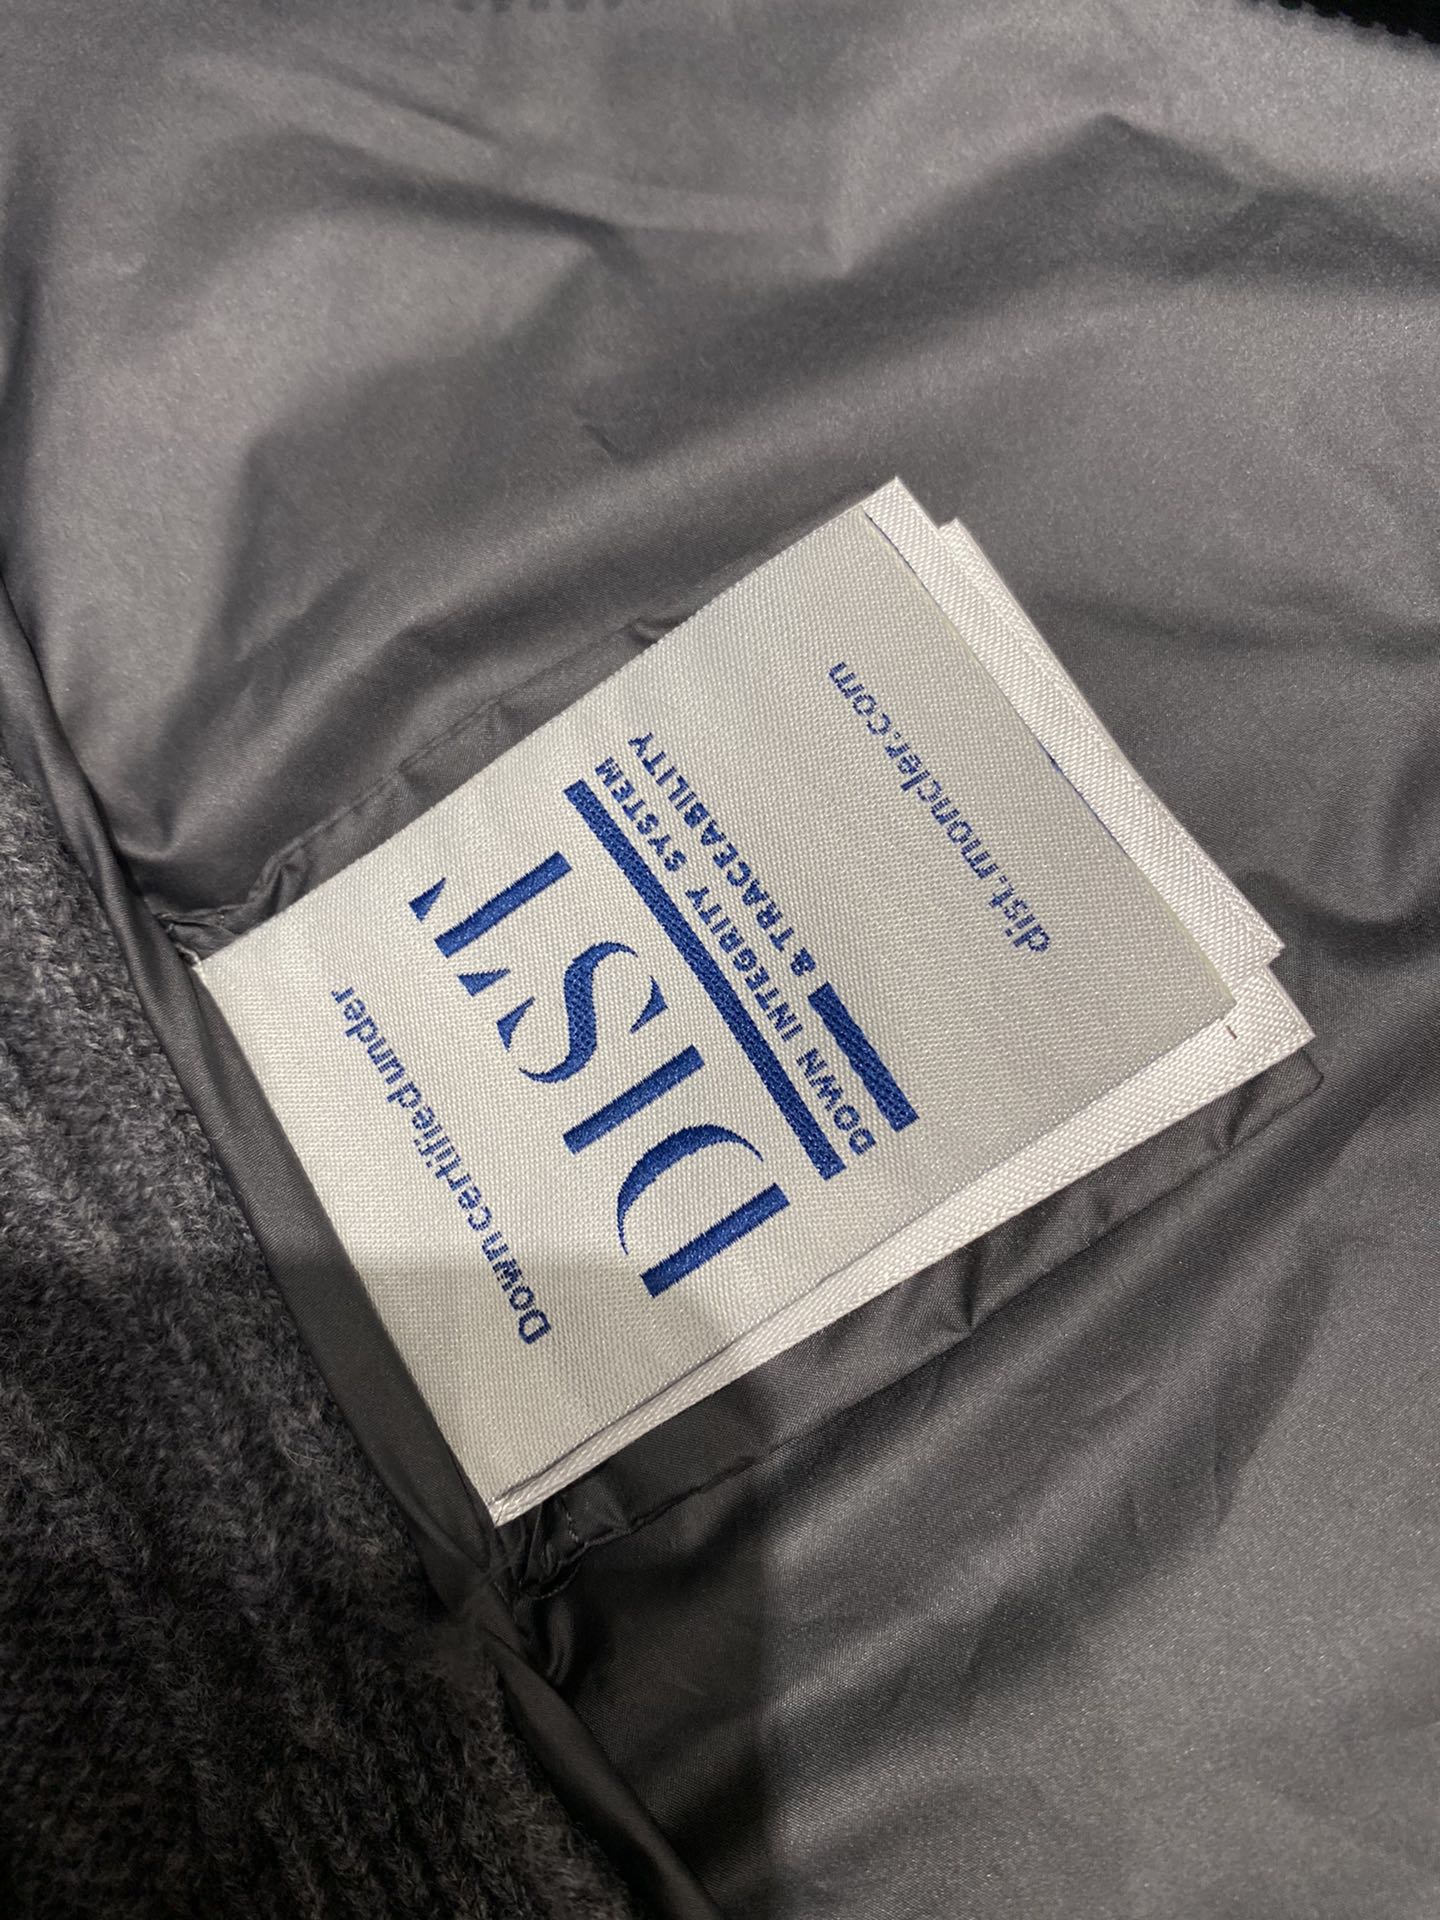 Down certified under
DIST
DOWN INTEGRITY SYSTEM
& TRACEABILITY
dist.moncler.com